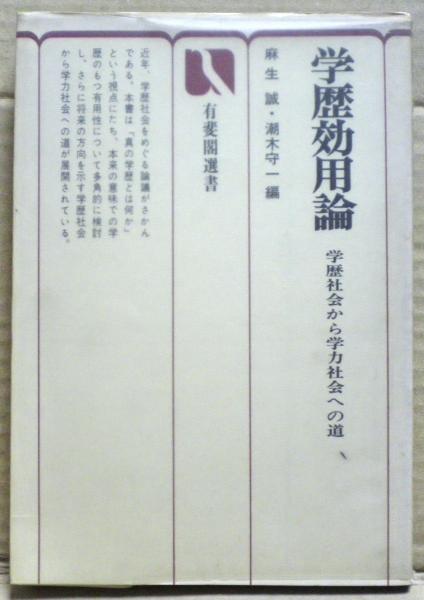 学歴効用論
学歴社会から学力社会への道
麻生 誠・潮木守一編
有斐閣選書
近年、学歴社会をめぐる論議がさかん
である。本書は「真の学歴とは何か」
という視点にたち、本来の意味での学
歴のもつ有用性について多角的に検討
し、さらに将来の方向を示す学歴社会
から学力社会への道が展開されている。